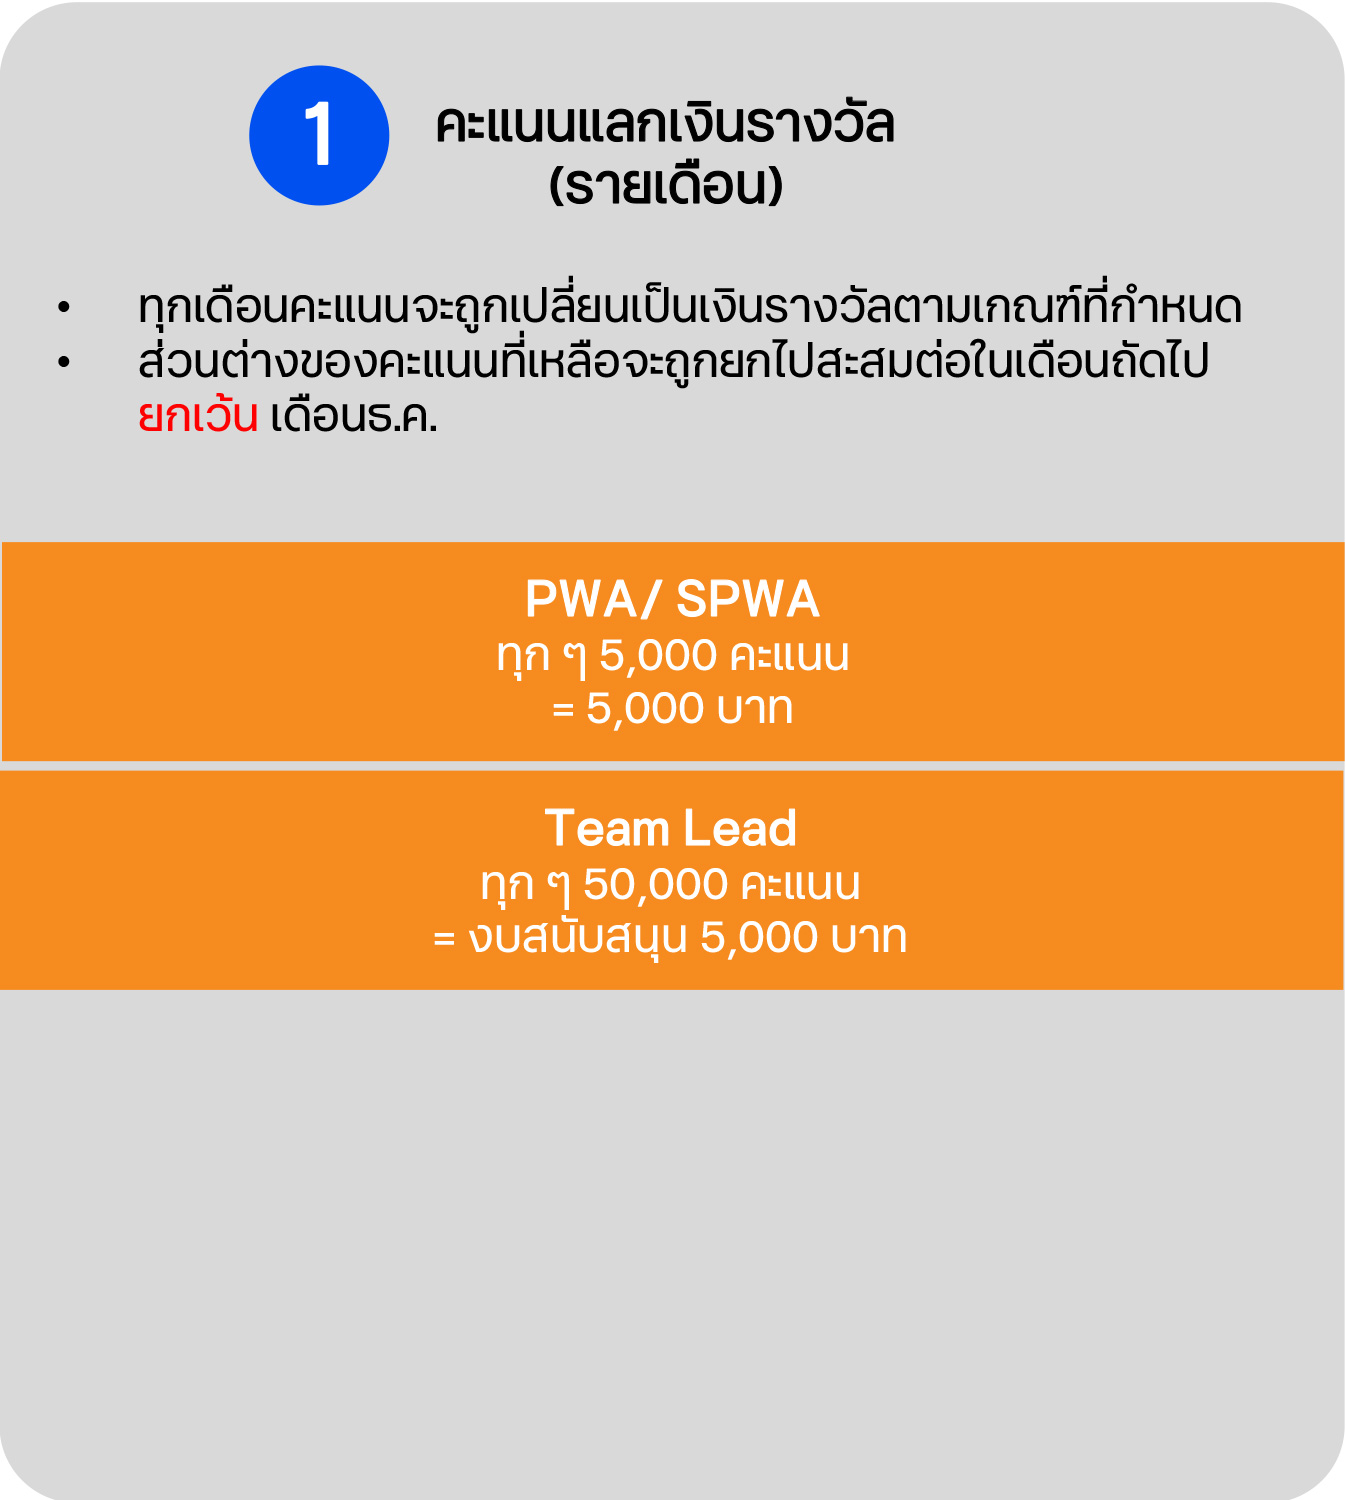 1
คะแนนแลกเงินรางวัล
(รายเดือน)
• ทุกเดือนคะแนนจะถูกเปลี่ยนเป็นเงินรางวัลตามเกณฑ์ที่กำหนด
• ส่วนต่างของคะแนนที่เหลือจะถูกยกไปสะสมต่อในเดือนถัดไป
ยกเว้น เดือนธ.ค.
PWA/ SPWA
ทุก ๆ 5,000 คะแนน
= 5,000 บาท
Team Lead
ทุก ๆ 50,000 คะแนน
= งบสนับสนุน 5,000 บาท